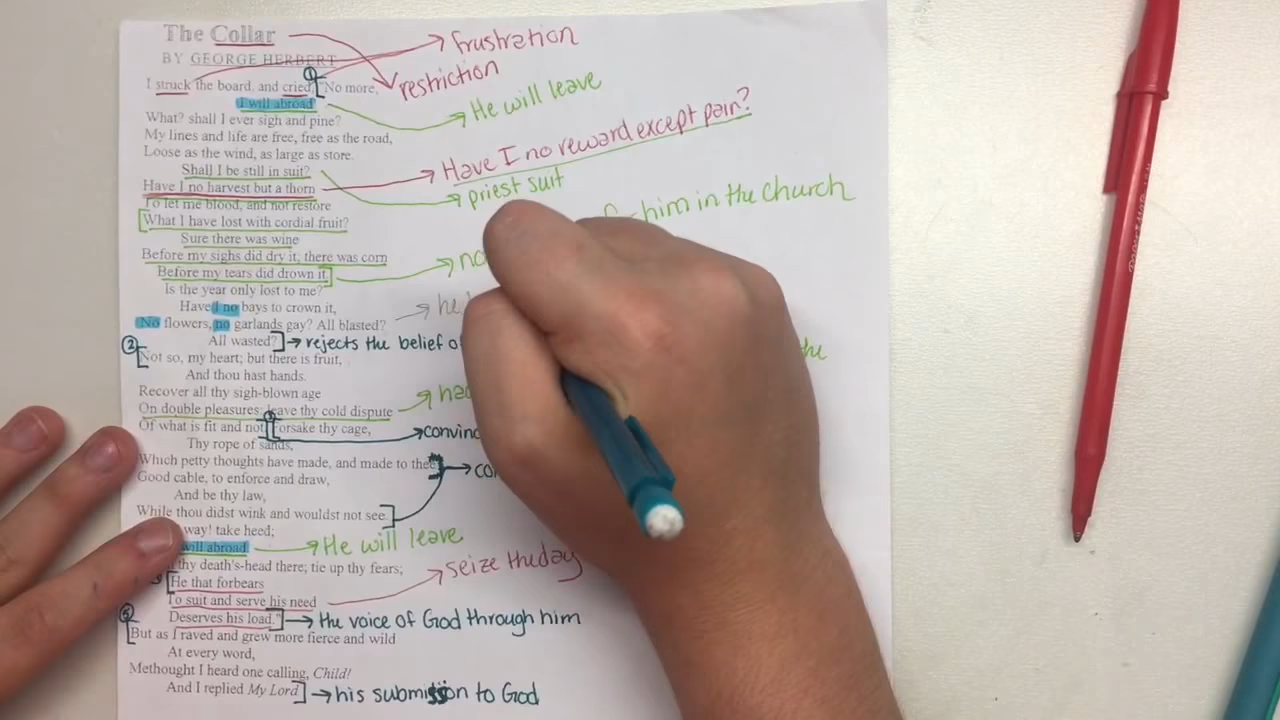 The Collar
frustration
BY GEORGE HERBERT
restriction
1
I struck the board, and cried, "No more;
I will abroad
He will leave
What? shall I ever sigh and pine?
My lines and life are free, free as the road,
Loose as the wind, as large as store.
Have I no reward except pain?
Shall I be still in suit?
priest suit
Have I no harvest but a thorn
To let me blood, and not restore
him in the church
What I have lost with cordial fruit?
Sure there was wine
Before my sighs did dry it, there was corn
Before my tears did drown it.
Is the year only lost to me?
Have I no bays to crown it,
No flowers, no garlands gay? All blasted?
All wasted?
rejects the belief
2
Not so, my heart; but there is fruit,
the
And thou hast hands.
Recover all thy sigh-blown age
On double pleasures: leave thy cold dispute
Of what is fit and not. Forsake thy cage,
Thy rope of sands,
Which petty thoughts have made, and made to thee
Good cable, to enforce and draw,
And be thy law,
While thou didst wink and wouldst not see.
way! take heed;
will abroad
He will leave
thy death's-head there; tie up thy fears;
He that forbears
seize the day
To suit and serve his need
Deserves his load."
the voice of God through him
5
But as I raved and grew more fierce and wild
At every word,
Methought I heard one calling, Child!
And I replied My Lord
his submission to God